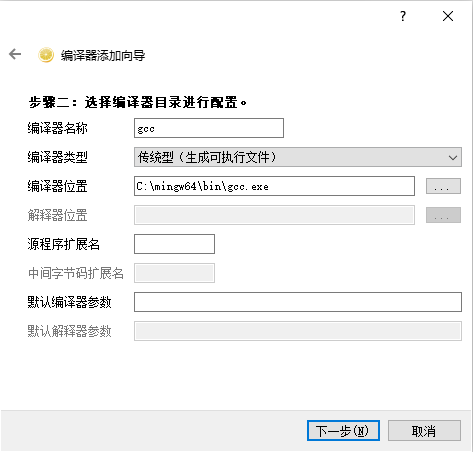 ?
编译器添加向导
步骤二：选择编译器目录进行配置。
编译器名称 gcc
编译器类型 传统型（生成可执行文件）
编译器位置 C:\mingw64\bin\gcc.exe ...
解释器位置 ...
源程序扩展名
中间字节码扩展名
默认编译器参数
默认解释器参数
下一步(N) 取消